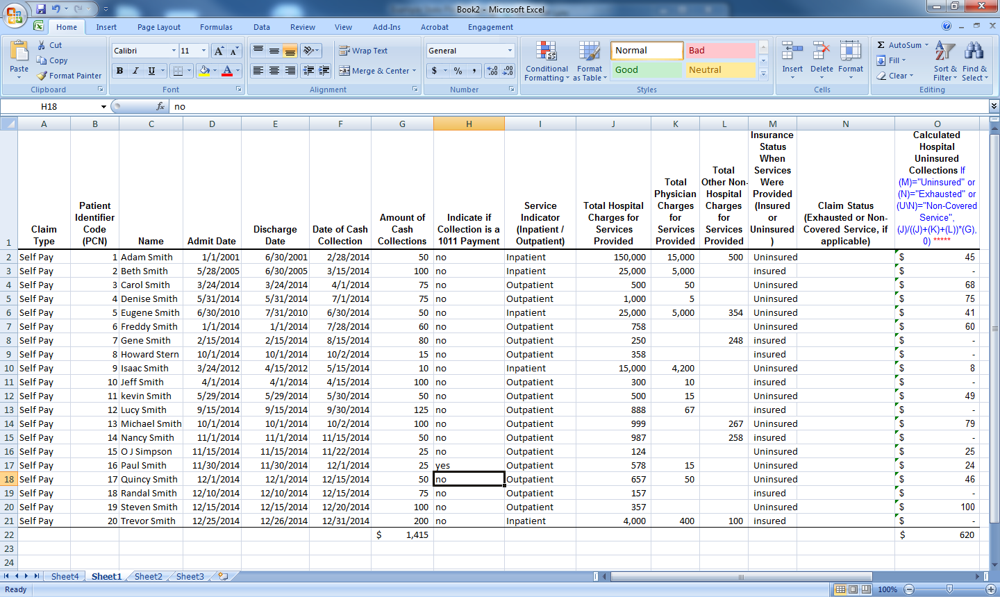 Book2 - Microsoft Excel
Home Insert Page Layout Formulas Data Review View Add-Ins Acrobat Engagement
Paste
Cut
Copy
Format Painter
Clipboard
Calibri 11
B I U
Font
Wrap Text
Merge & Center
Alignment
General
$ % ,
Number
Conditional Formatting
Format as Table
Normal Bad
Good Neutral
Styles
Insert Delete Format
Cells
Σ AutoSum
Fill
Clear
Sort & Filter
Find & Select
Editing
H18 fx no
A B C D E F G H I J K L M N O
1 Claim Type Patient Identifier Code (PCN) Name Admit Date Discharge Date Date of Cash Collection Amount of Cash Collections Indicate if Collection is a 1011 Payment Service Indicator (Inpatient / Outpatient) Total Hospital Charges for Services Provided Total Physician Charges for Services Provided Total Other Non-Hospital Charges for Services Provided Insurance Status When Services Were Provided (Insured or Uninsured) Claim Status (Exhausted or Non-Covered Service, if applicable) Calculated Hospital Uninsured Collections If (M)="Uninsured" or (N)="Exhausted" or (U\N)="Non-Covered Service", (J)/((J)+(K)+(L))*(G), 0) *****
2 Self Pay 1 Adam Smith 1/1/2001 6/30/2001 2/28/2014 50 no Inpatient 150,000 15,000 500 Uninsured $ 45
3 Self Pay 2 Beth Smith 5/28/2005 6/30/2005 3/15/2014 100 no Inpatient 25,000 5,000 insured $ -
4 Self Pay 3 Carol Smith 3/24/2014 3/24/2014 4/1/2014 75 no Outpatient 500 50 Uninsured $ 68
5 Self Pay 4 Denise Smith 5/31/2014 5/31/2014 7/1/2014 75 no Outpatient 1,000 5 Uninsured $ 75
6 Self Pay 5 Eugene Smith 6/30/2010 7/31/2010 6/30/2014 50 no Inpatient 25,000 5,000 354 Uninsured $ 41
7 Self Pay 6 Freddy Smith 1/1/2014 1/1/2014 7/28/2014 60 no Outpatient 758 Uninsured $ 60
8 Self Pay 7 Gene Smith 2/15/2014 2/15/2014 8/15/2014 80 no Outpatient 250 248 insured $ -
9 Self Pay 8 Howard Stern 10/1/2014 10/1/2014 10/2/2014 15 no Outpatient 358 insured $ -
10 Self Pay 9 Isaac Smith 3/24/2012 4/15/2012 5/15/2014 10 no Inpatient 15,000 4,200 Uninsured $ 8
11 Self Pay 10 Jeff Smith 4/1/2014 4/1/2014 4/15/2014 100 no Outpatient 300 10 insured $ -
12 Self Pay 11 kevin Smith 5/29/2014 5/29/2014 5/30/2014 50 no Outpatient 500 15 Uninsured $ 49
13 Self Pay 12 Lucy Smith 9/15/2014 9/15/2014 9/30/2014 125 no Outpatient 888 67 insured $ -
14 Self Pay 13 Michael Smith 10/1/2014 10/1/2014 10/2/2014 100 no Outpatient 999 267 Uninsured $ 79
15 Self Pay 14 Nancy Smith 11/1/2014 11/1/2014 11/15/2014 50 no Outpatient 987 258 insured $ -
16 Self Pay 15 O J Simpson 11/15/2014 11/15/2014 11/22/2014 25 no Outpatient 124 Uninsured $ 25
17 Self Pay 16 Paul Smith 11/30/2014 11/30/2014 12/1/2014 25 yes Outpatient 578 15 Uninsured $ 24
18 Self Pay 17 Quincy Smith 12/1/2014 12/1/2014 12/15/2014 50 no Outpatient 657 50 Uninsured $ 46
19 Self Pay 18 Randal Smith 12/10/2014 12/10/2014 12/15/2014 75 no Outpatient 157 insured $ -
20 Self Pay 19 Steven Smith 12/15/2014 12/15/2014 12/20/2014 100 no Outpatient 357 Uninsured $ 100
21 Self Pay 20 Trevor Smith 12/25/2014 12/26/2014 12/31/2014 200 no Inpatient 4,000 400 100 insured $ -
22 $ 1,415 $ 620
23
24
Sheet4 Sheet1 Sheet2 Sheet3
Ready 100%